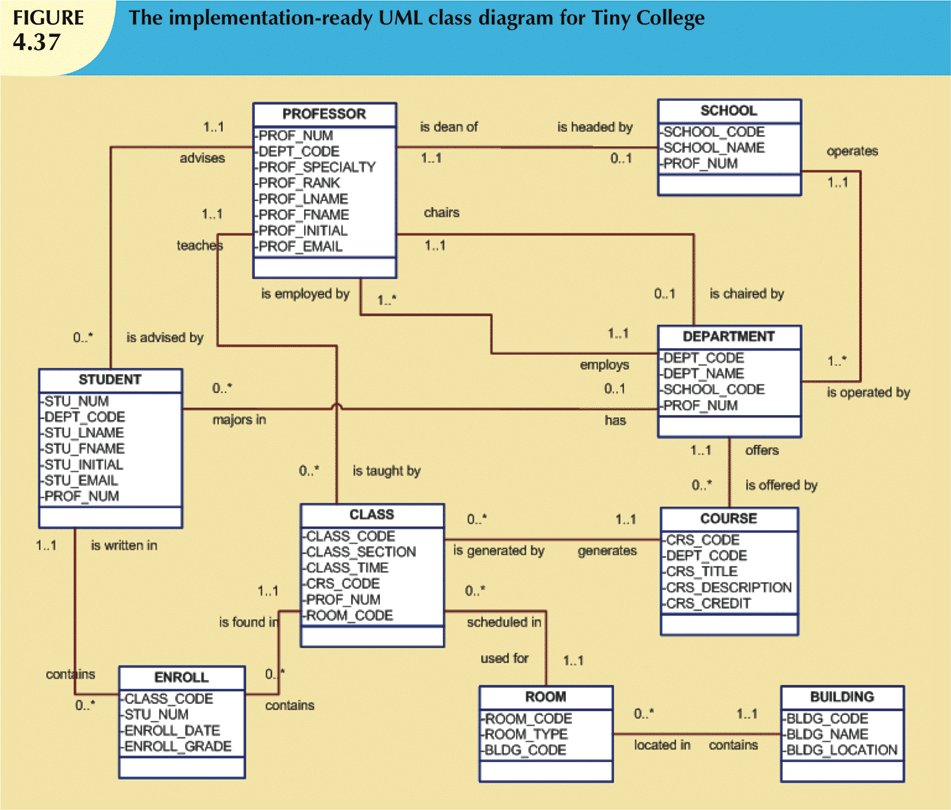 FIGURE
4.37
The implementation-ready UML class diagram for Tiny College
PROFESSOR
-PROF_NUM
-DEPT_CODE
-PROF_SPECIALTY
-PROF_RANK
-PROF_LNAME
-PROF_FNAME
-PROF_INITIAL
-PROF_EMAIL
SCHOOL
-SCHOOL_CODE
-SCHOOL_NAME
-PROF_NUM
1..1
advises
is dean of
is headed by
1..1
0..1
operates
1..1
1..1
teaches
chairs
1..1
is employed by
1..*
0..1
is chaired by
0..*
is advised by
1..1
employs
DEPARTMENT
-DEPT_CODE
-DEPT_NAME
-SCHOOL_CODE
-PROF_NUM
1..*
is operated by
STUDENT
-STU_NUM
-DEPT_CODE
-STU_LNAME
-STU_FNAME
-STU_INITIAL
-STU_EMAIL
-PROF_NUM
0..*
majors in
0..1
has
1..1
offers
0..*
is offered by
0..*
is taught by
CLASS
-CLASS_CODE
-CLASS_SECTION
-CLASS_TIME
-CRS_CODE
-PROF_NUM
-ROOM_CODE
0..*
1..1
is generated by
generates
COURSE
-CRS_CODE
-DEPT_CODE
-CRS_TITLE
-CRS_DESCRIPTION
-CRS_CREDIT
1..1
is written in
1..1
is found in
0..*
scheduled in
used for
1..1
contains
0..*
0..*
contains
ENROLL
-CLASS_CODE
-STU_NUM
-ENROLL_DATE
-ENROLL_GRADE
ROOM
-ROOM_CODE
-ROOM_TYPE
-BLDG_CODE
0..*
1..1
located in
contains
BUILDING
-BLDG_CODE
-BLDG_NAME
-BLDG_LOCATION